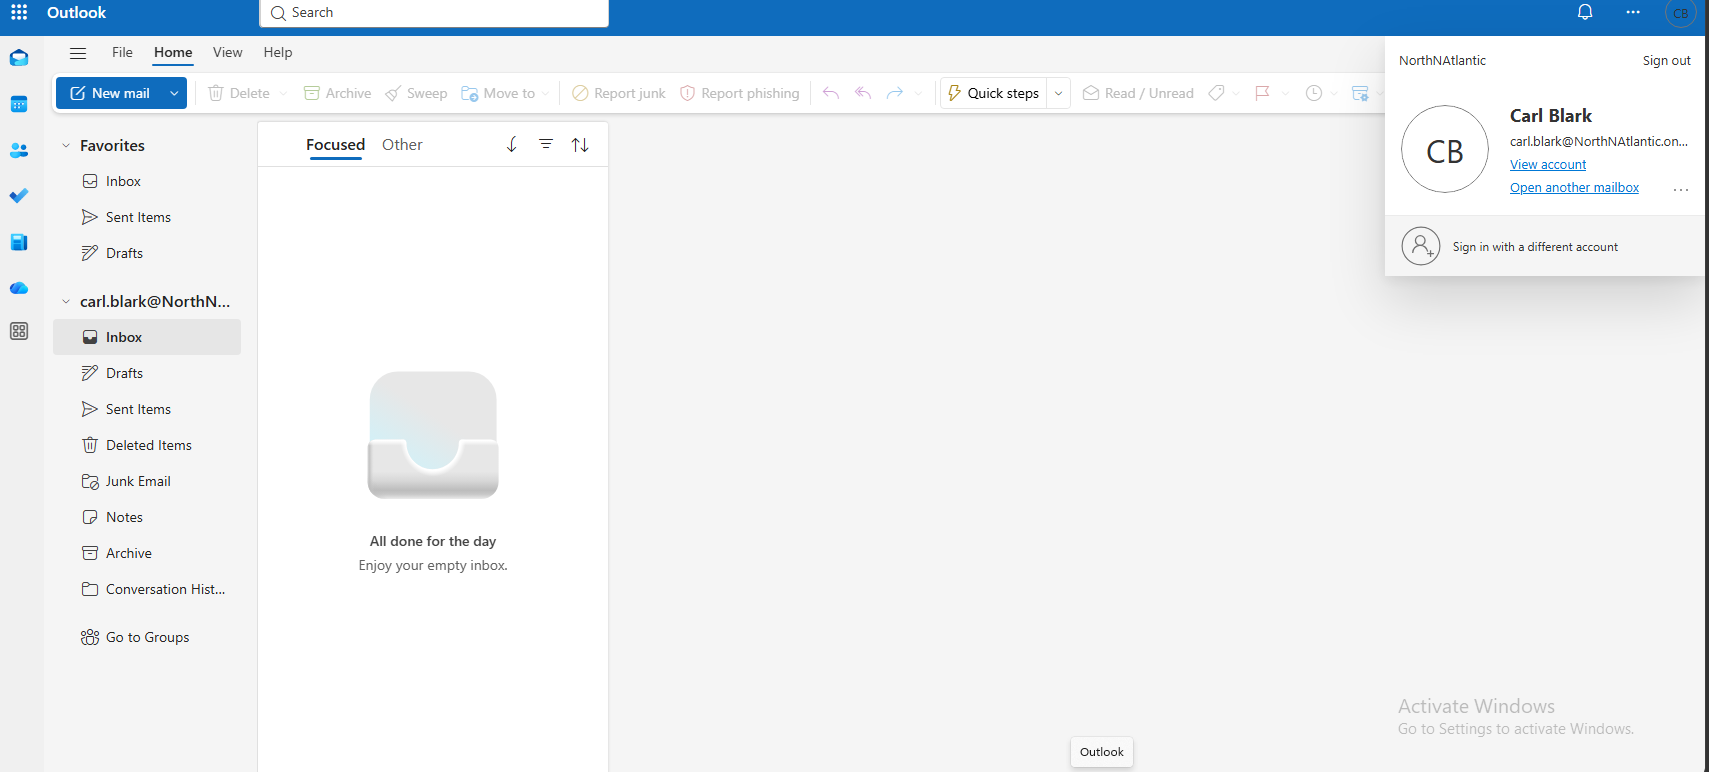 Outlook
Search
CB
File Home View Help
New mail Delete Archive Sweep Move to Report junk Report phishing Quick steps Read / Unread
NorthNAtlantic Sign out
CB
Carl Blark
carl.blark@NorthNAtlantic.on...
View account
Open another mailbox
Sign in with a different account
Favorites
Inbox
Sent Items
Drafts
carl.blark@NorthN...
Inbox
Drafts
Sent Items
Deleted Items
Junk Email
Notes
Archive
Conversation Hist...
Go to Groups
Focused Other
All done for the day
Enjoy your empty inbox.
Activate Windows
Go to Settings to activate Windows.
Outlook